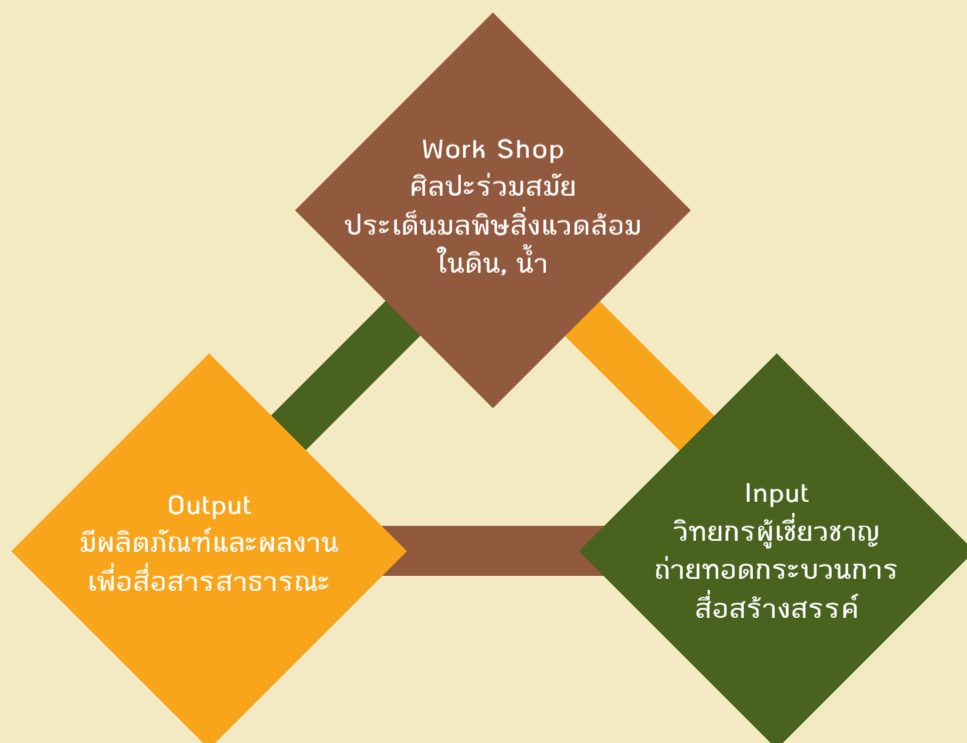 Work Shop
ศิลปะร่วมสมัย
ประเด็นมลพิษสิ่งแวดล้อม
ในดิน, น้ำ
Output
มีผลิตภัณฑ์และผลงาน
เพื่อสื่อสารสาธารณะ
Input
วิทยกรผู้เชี่ยวชาญ
ถ่ายทอดกระบวนการ
สื่อสร้างสรรค์